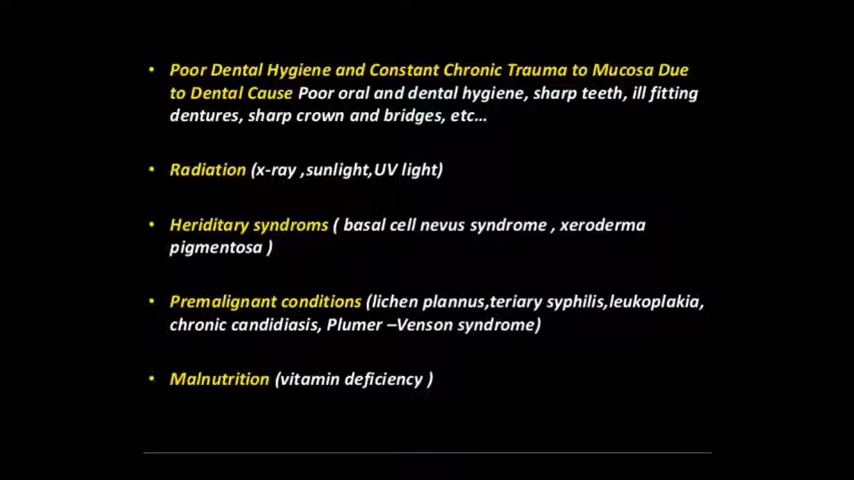 • Poor Dental Hygiene and Constant Chronic Trauma to Mucosa Due
to Dental Cause Poor oral and dental hygiene, sharp teeth, ill fitting
dentures, sharp crown and bridges, etc...
• Radiation (x-ray ,sunlight,UV light)
• Heriditary syndroms ( basal cell nevus syndrome , xeroderma
pigmentosa )
• Premalignant conditions (lichen plannus,teriary syphilis,leukoplakia,
chronic candidiasis, Plumer –Venson syndrome)
• Malnutrition (vitamin deficiency )